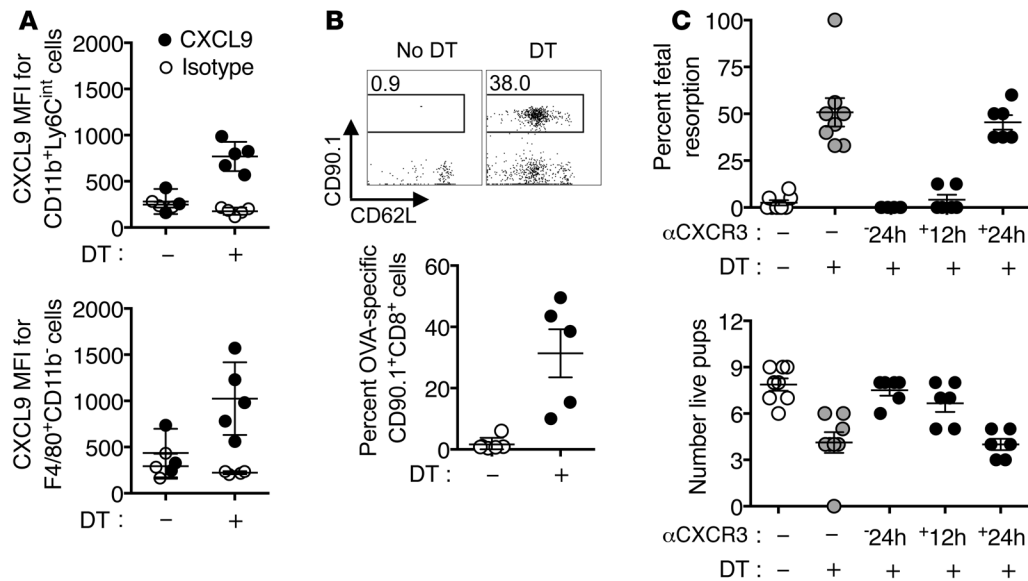 A
CXCL9 MFI for
CD11b⁺Ly6Cⁱⁿᵗ cells
2000
1500
1000
500
0
CXCL9
Isotype
DT : – +
CXCL9 MFI for
F4/80⁺CD11b⁻ cells
2000
1500
1000
500
0
DT : – +
B
No DT DT
0.9 38.0
CD90.1
CD62L
Percent OVA-specific
CD90.1⁺CD8⁺ cells
60
40
20
0
DT : – +
C
Percent fetal
resorption
100
75
50
25
0
αCXCR3 : – – ⁻24h ⁺12h ⁺24h
DT : – + + + +
Number live pups
12
9
6
3
0
αCXCR3 : – – ⁻24h ⁺12h ⁺24h
DT : – + + + +